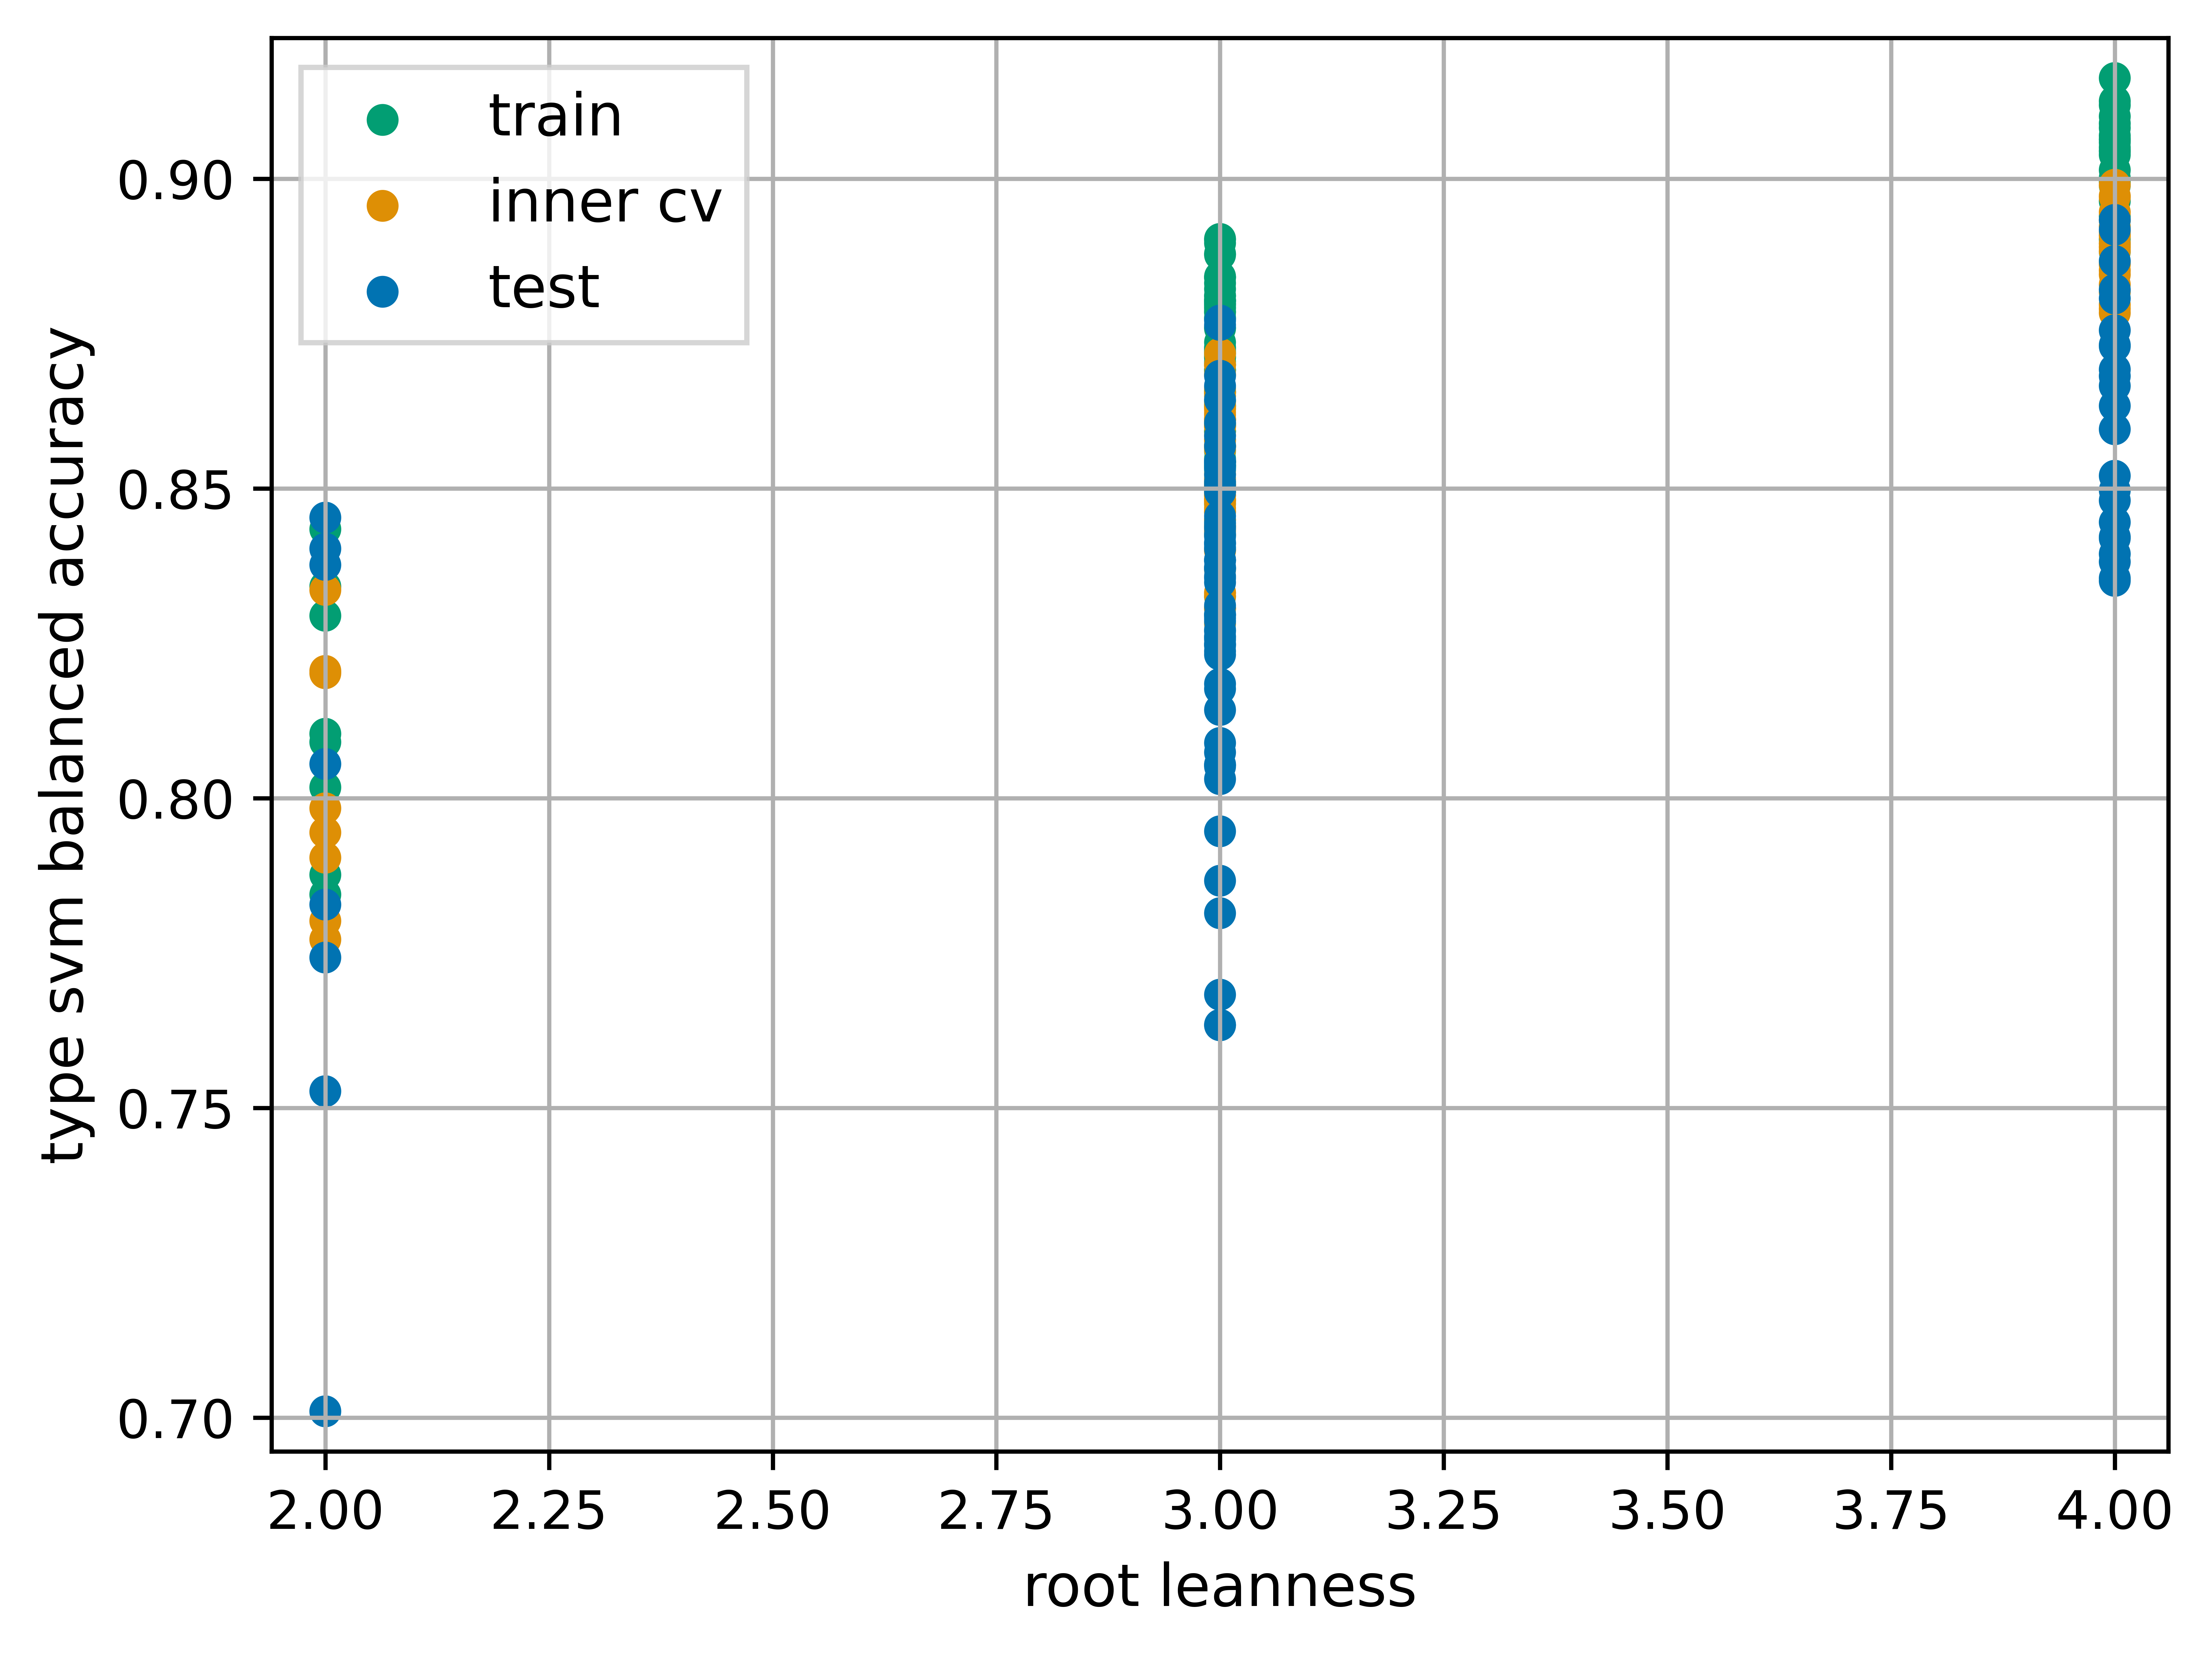 train
inner cv
test
0.90
0.85
0.80
0.75
0.70
type svm balanced accuracy
2.00 2.25 2.50 2.75 3.00 3.25 3.50 3.75 4.00
root leanness